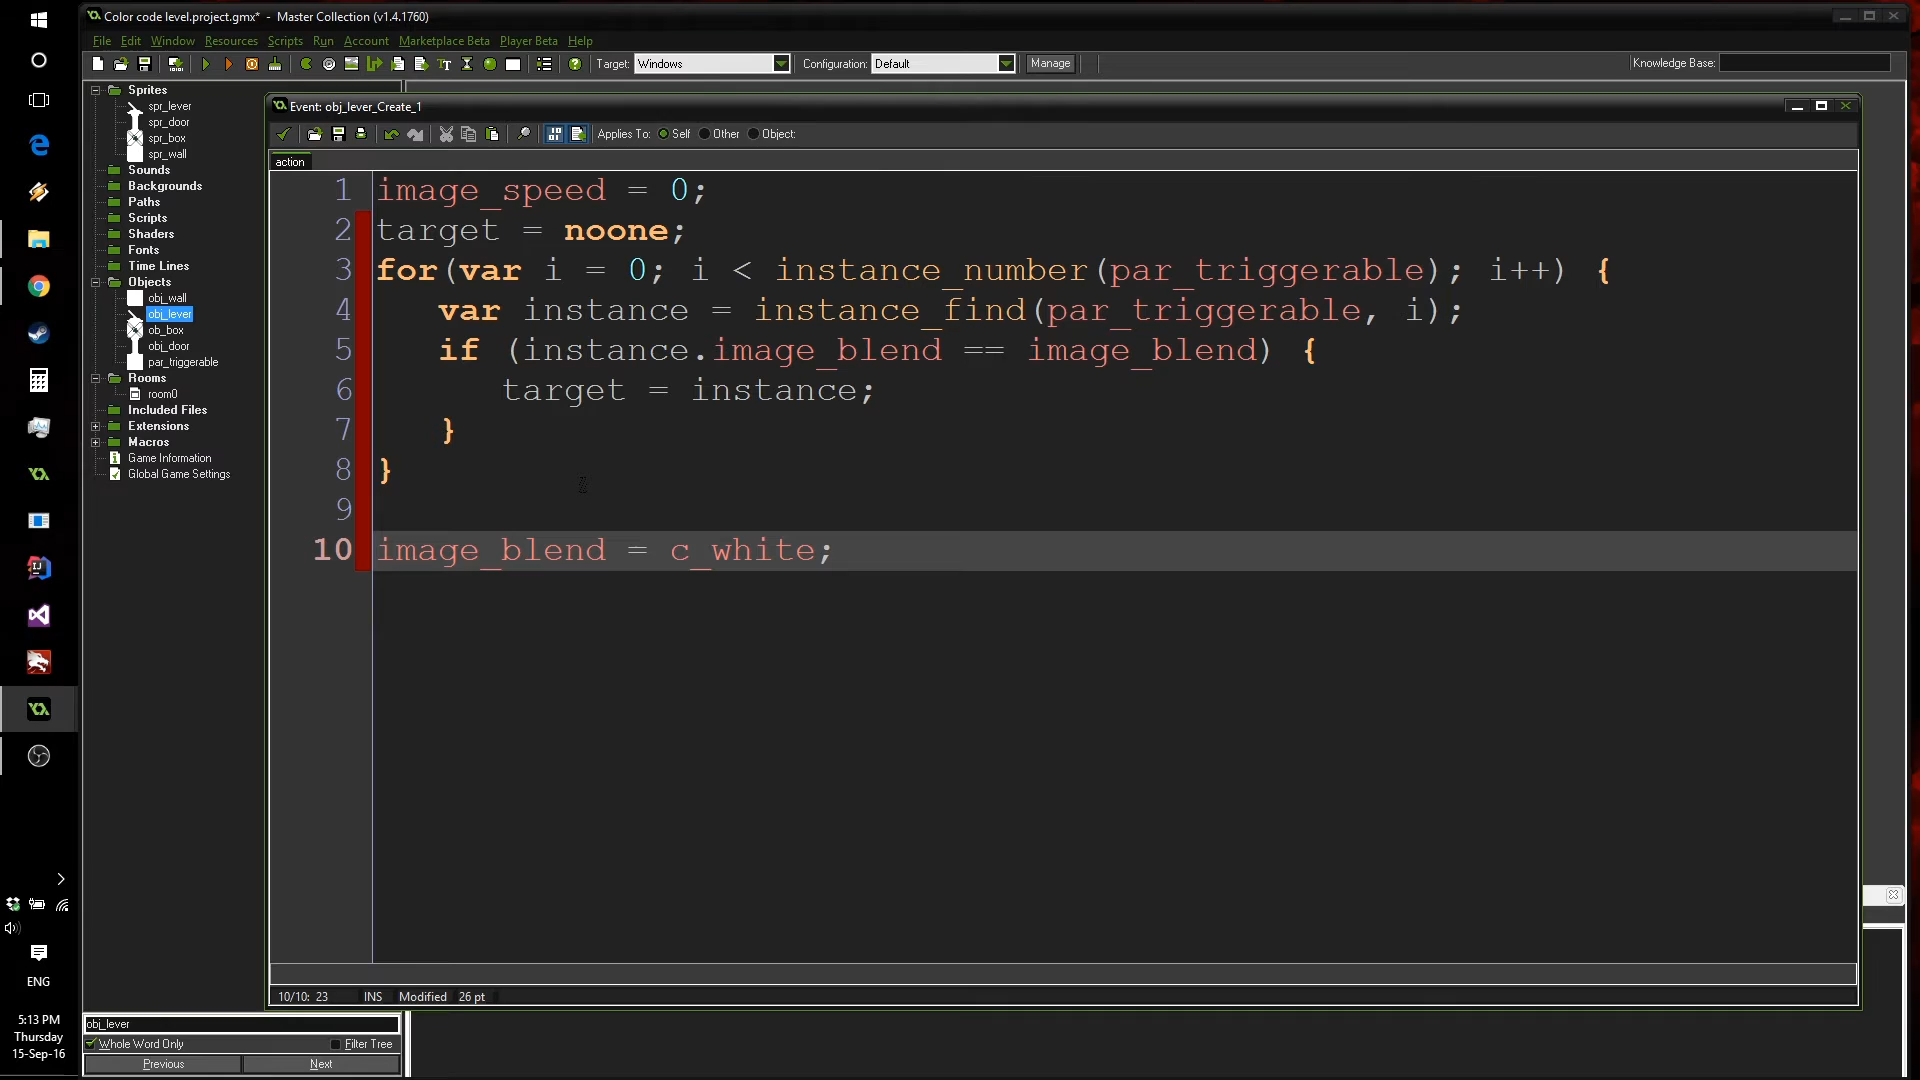 Color code level.project.gmx* - Master Collection (v1.4.1760)
File Edit Window Resources Scripts Run Account Marketplace Beta Player Beta Help
Target: Windows Configuration: Default Manage Knowledge Base:
Sprites
spr_lever
spr_door
spr_box
spr_wall
Sounds
Backgrounds
Paths
Scripts
Shaders
Fonts
Time Lines
Objects
obj_wall
obj_lever
ob_box
obj_door
par_triggerable
Rooms
room0
Included Files
Extensions
Macros
Game Information
Global Game Settings
Event: obj_lever_Create_1
Applies To: Self Other Object:
action
1 image_speed = 0;
2 target = noone;
3 for(var i = 0; i < instance_number(par_triggerable); i++) {
4 var instance = instance_find(par_triggerable, i);
5 if (instance.image_blend == image_blend) {
6 target = instance;
7 }
8 }
9
10 image_blend = c_white;
10/10: 23 INS Modified 26 pt
obj_lever
Whole Word Only Filter Tree
Previous Next
ENG
5:13 PM
Thursday
15-Sep-16